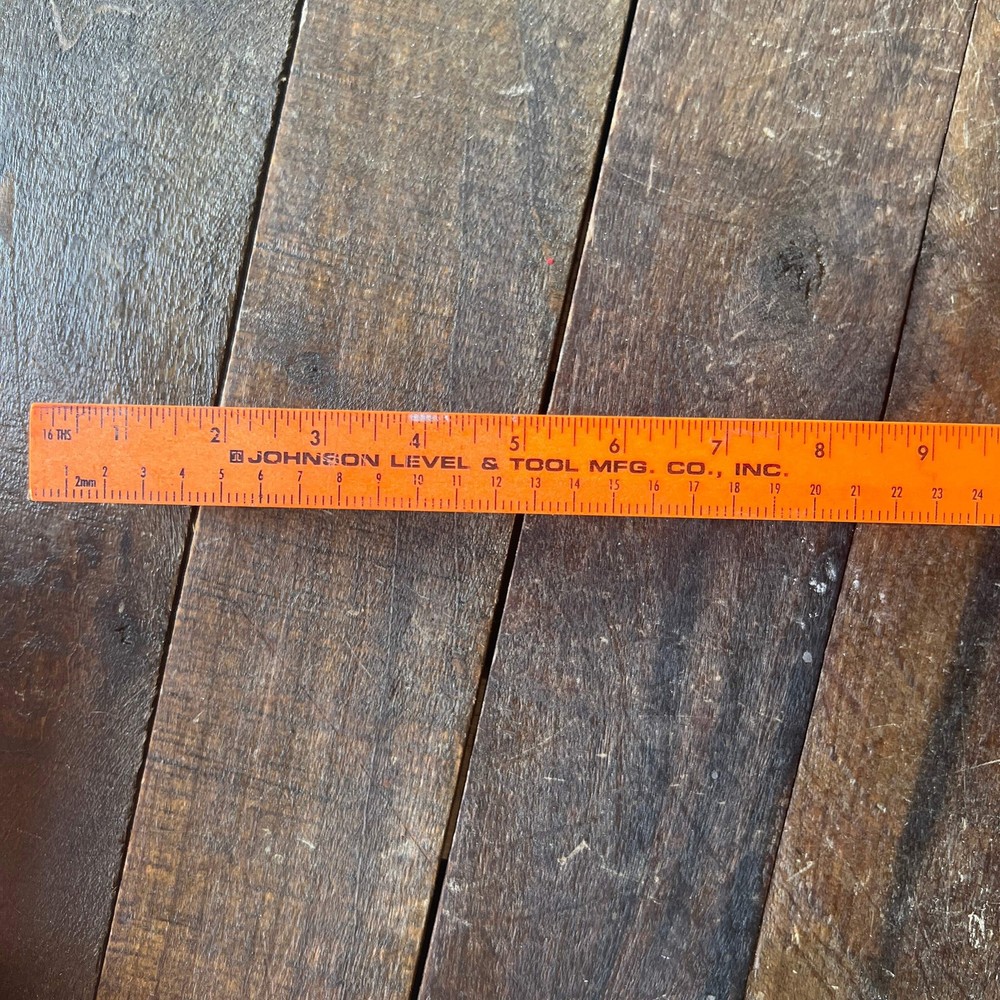 16 THS 1 2 3 4 5 6 7 8 9
JOHNSON LEVEL & TOOL MFG. CO., INC.
1 2mm 2 3 4 5 6 7 8 9 10 11 12 13 14 15 16 17 18 19 20 21 22 23 24